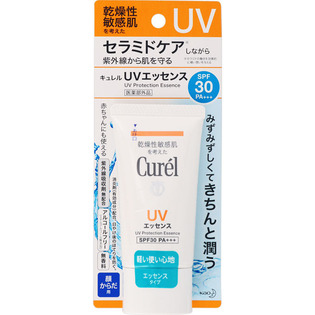 乾燥性
敏感肌
を考えた
UV
セラミドケア®しながら
紫外線から肌を守る
キュレル UVエッセンス
UV Protection Essence
医薬部外品
SPF
30
PA+++
みずみずしくてきちんと潤う
赤ちゃんにも使える
紫外線吸収剤無配合
アルコールフリー 無香料
顔
からだ用
乾燥性敏感肌
を考えた
Curél
UV
エッセンス
UV Protection Essence
SPF30 PA+++
軽い使い心地
エッセンス
タイプ
Kao